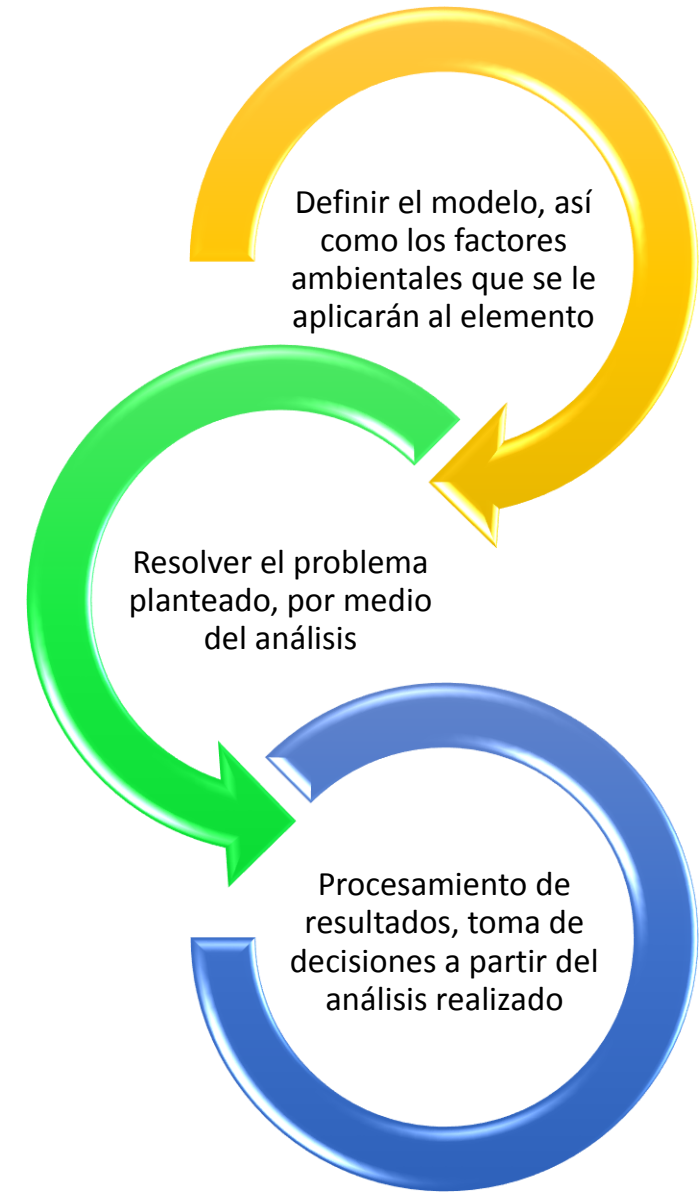 Definir el modelo, así
como los factores
ambientales que se le
aplicarán al elemento
Resolver el problema
planteado, por medio
del análisis
Procesamiento de
resultados, toma de
decisiones a partir del
análisis realizado